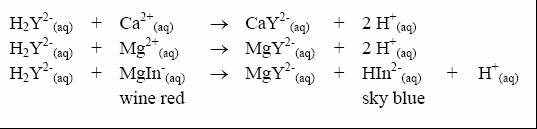 H₂Y²⁻(aq) + Ca²⁺(aq) → CaY²⁻(aq) + 2 H⁺(aq)
H₂Y²⁻(aq) + Mg²⁺(aq) → MgY²⁻(aq) + 2 H⁺(aq)
H₂Y²⁻(aq) + MgIn⁻(aq) → MgY²⁻(aq) + HIn²⁻(aq) + H⁺(aq)
wine red sky blue